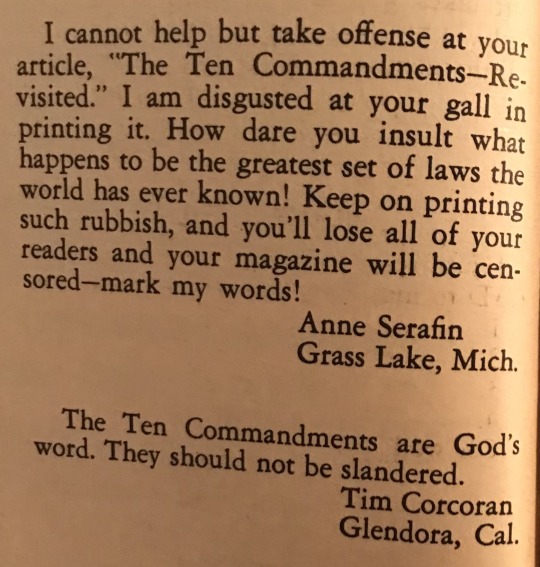 I cannot help but take offense at your
article, "The Ten Commandments—Re-
visited." I am disgusted at your gall in
printing it. How dare you insult what
happens to be the greatest set of laws the
world has ever known! Keep on printing
such rubbish, and you'll lose all of your
readers and your magazine will be cen-
sored—mark my words!
Anne Serafin
Grass Lake, Mich.
The Ten Commandments are God's
word. They should not be slandered.
Tim Corcoran
Glendora, Cal.